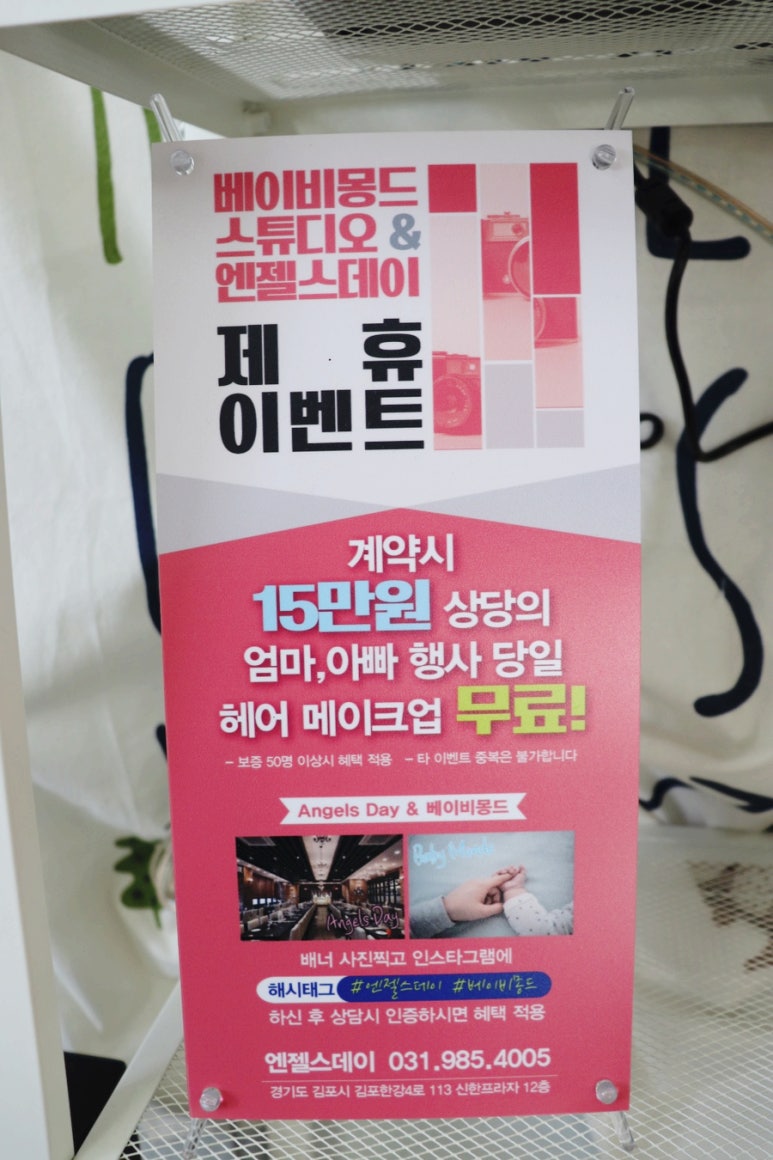 베이비몽드
스튜디오 &
엔젤스데이
제 휴
이벤트
계약시
15만원 상당의
엄마,아빠 행사 당일
헤어 메이크업 무료!
- 보증 50명 이상시 혜택 적용 - 타 이벤트 중복은 불가합니다
Angels Day & 베이비몽드
Angels Day
Baby Monde
배너 사진찍고 인스타그램에
해시태그 #엔젤스데이 #베이비몽드
하신 후 상담시 인증하시면 혜택 적용
엔젤스데이 031.985.4005
경기도 김포시 김포한강4로 113 신한프라자 12층